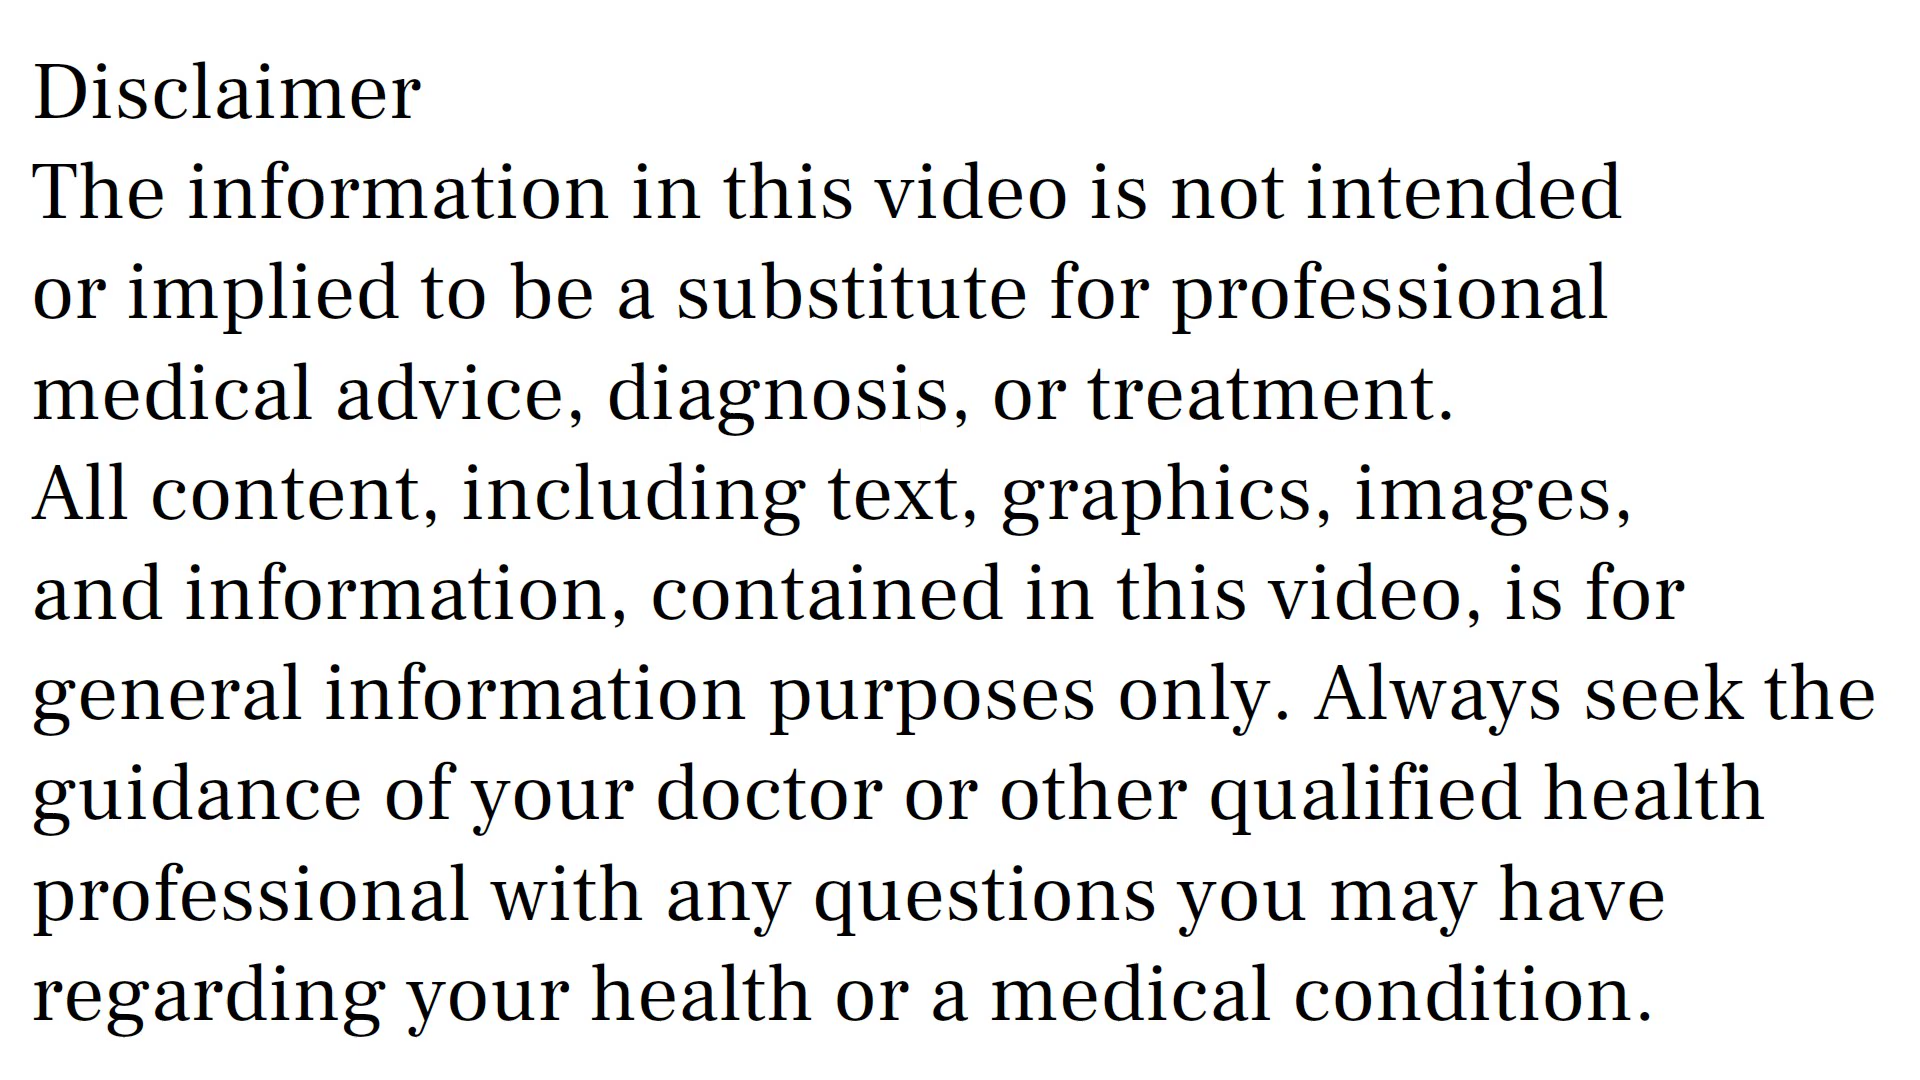 Disclaimer
The information in this video is not intended
or implied to be a substitute for professional
medical advice, diagnosis, or treatment.
All content, including text, graphics, images,
and information, contained in this video, is for
general information purposes only. Always seek the
guidance of your doctor or other qualified health
professional with any questions you may have
regarding your health or a medical condition.